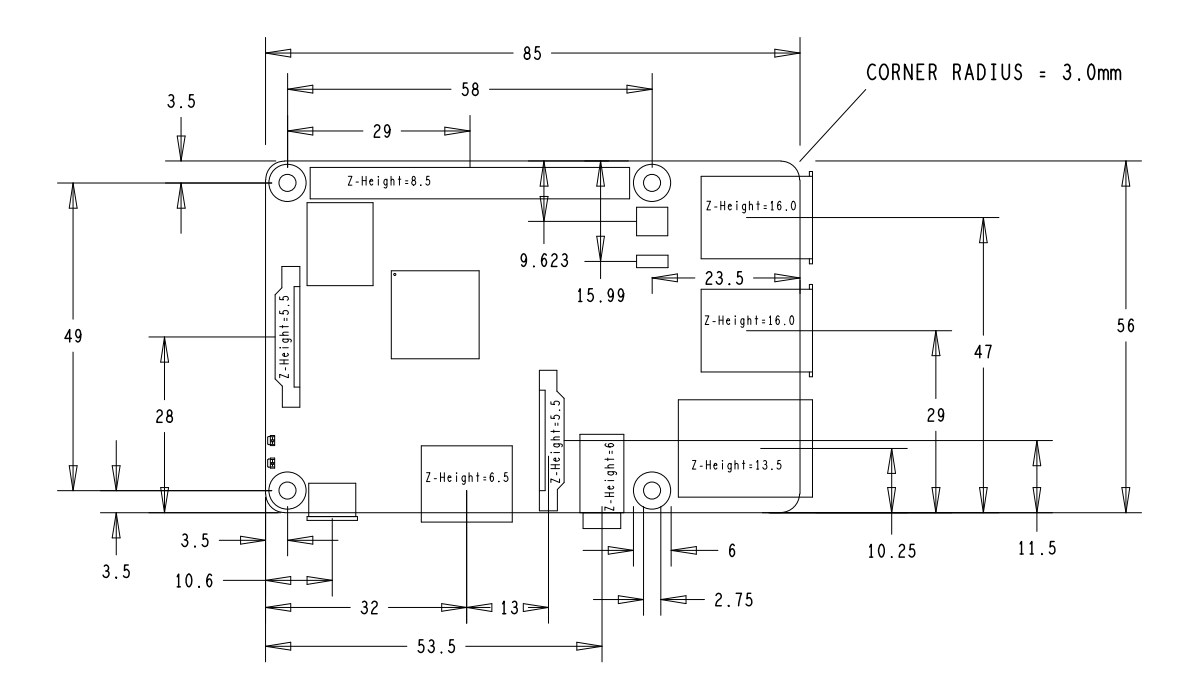 85
CORNER RADIUS = 3.0mm
58
3.5
29
Z-Height=8.5
Z-Height=16.0
9.623
23.5
15.99
Z-Height=5.5
Z-Height=16.0
56
49
47
28
29
Z-Height=5.5
Z-Height=6
Z-Height=13.5
Z-Height=6.5
3.5
10.25
11.5
6
3.5
10.6
2.75
32
13
53.5